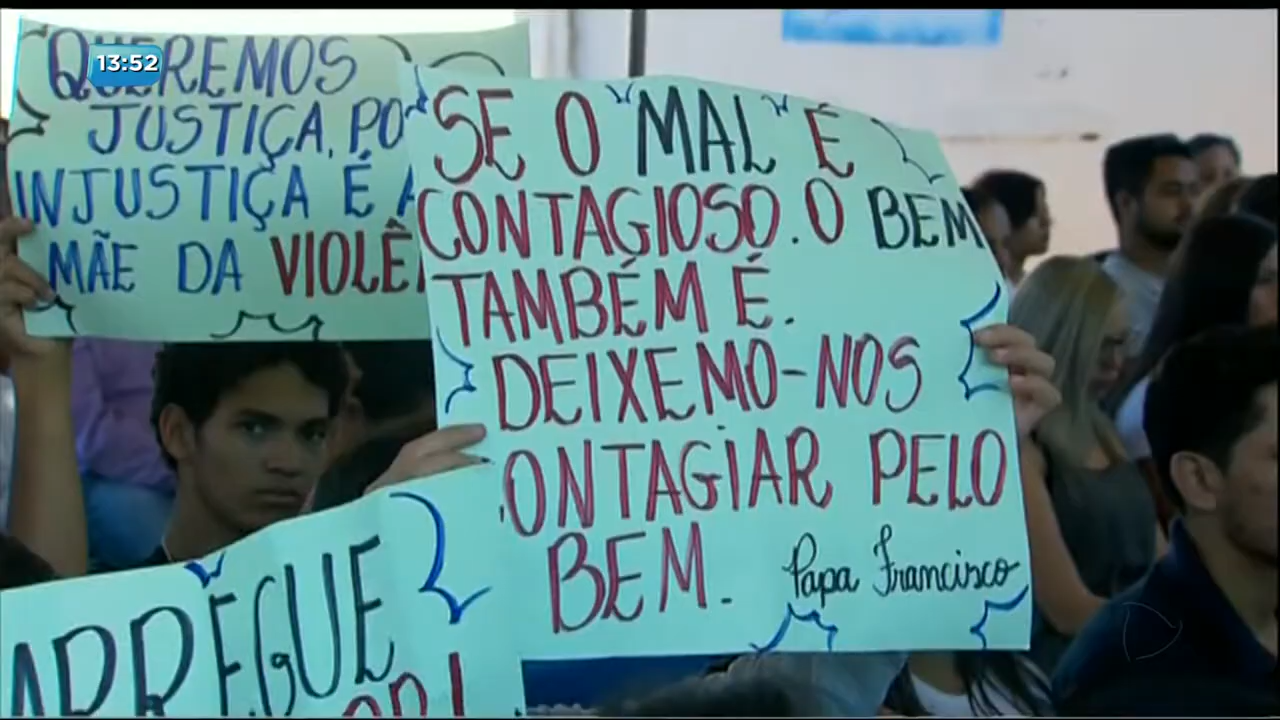 13:52
QUEREMOS
JUSTIÇA, PO
INJUSTIÇA É A
MÃE DA
SE O "MAL" É
CONTAGIOSO. O BEM
TAMBÉM É.
DEIXEMO-NOS
ONTAGIAR PELO
BEM. Papa Francisco